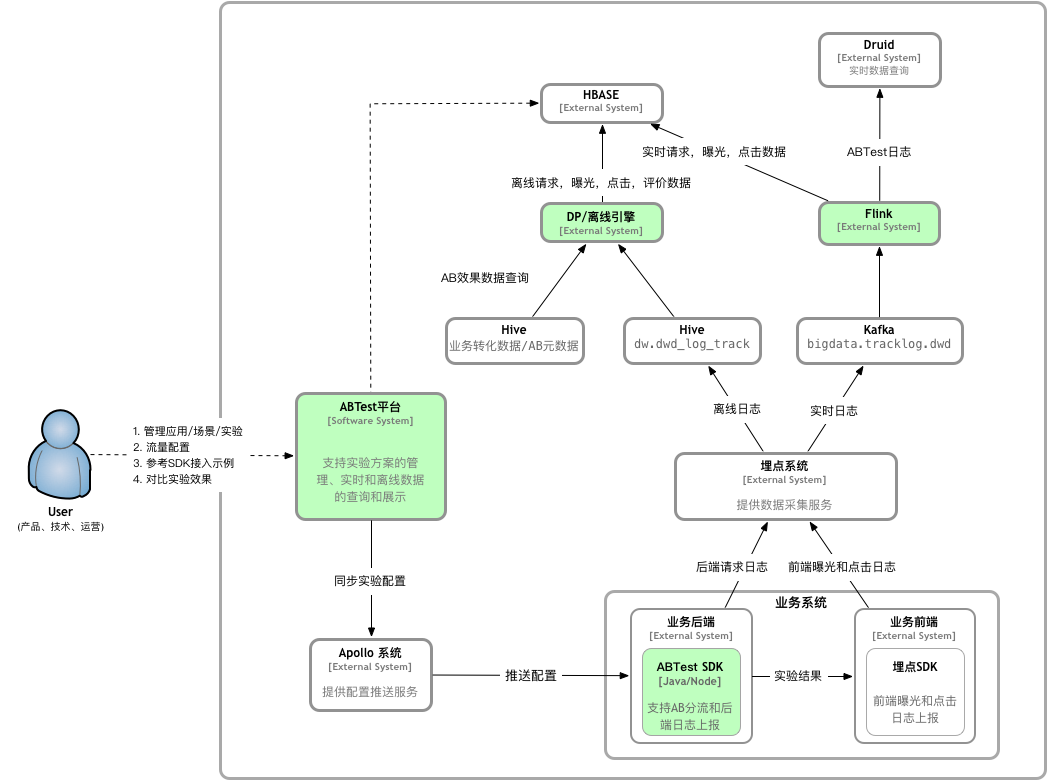 Druid
[External System]
实时数据查询
HBASE
[External System]
实时请求，曝光，点击数据
ABTest日志
离线请求，曝光，点击，评价数据
DP/离线引擎
[External System]
Flink
[External System]
AB效果数据查询
Hive
业务转化数据/AB元数据
Hive
dw.dwd_log_track
Kafka
bigdata.tracklog.dwd
离线日志
实时日志
ABTest平台
[Software System]
支持实验方案的管
理、实时和离线数据
的查询和展示
1. 管理应用/场景/实验
2. 流量配置
3. 参考SDK接入示例
4. 对比实验效果
User
(产品、技术、运营)
埋点系统
[External System]
提供数据采集服务
同步实验配置
后端请求日志
前端曝光和点击日志
业务系统
Apollo 系统
[External System]
提供配置推送服务
推送配置
业务后端
[External System]
ABTest SDK
[Java/Node]
支持AB分流和后
端日志上报
实验结果
业务前端
[External System]
埋点SDK
前端曝光和点击
日志上报